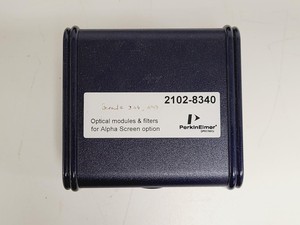 2102-8340
Optical modules & filters
for Alpha Screen option
PerkinElmer